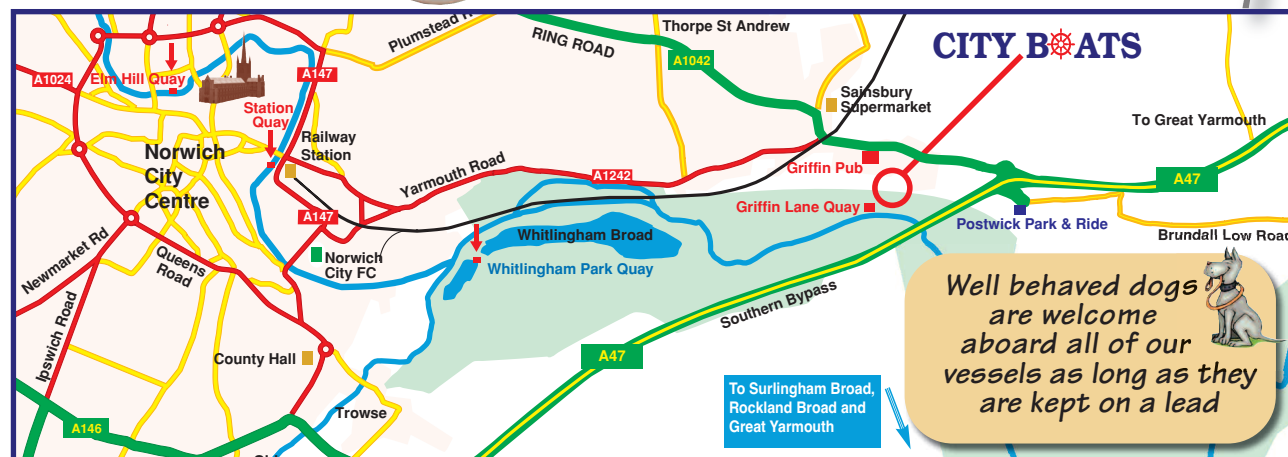 Plumstead
RING ROAD
Thorpe St Andrew
CITY BOATS
A1042
A1024
Elm Hill Quay
A147
Station
Quay
Railway
Station
Sainsbury
Supermarket
To Great Yarmouth
Norwich
City
Centre
Yarmouth Road
A1242
Griffin Pub
A47
Griffin Lane Quay
Postwick Park & Ride
A147
Whitlingham Broad
Brundall Low Road
Newmarket Rd
Queens
Road
Norwich
City FC
Whitlingham Park Quay
Southern Bypass
Ipswich Road
County Hall
A47
Trowse
A146
To Surlingham Broad,
Rockland Broad and
Great Yarmouth
Well behaved dogs
are welcome
aboard all of our
vessels as long as they
are kept on a lead